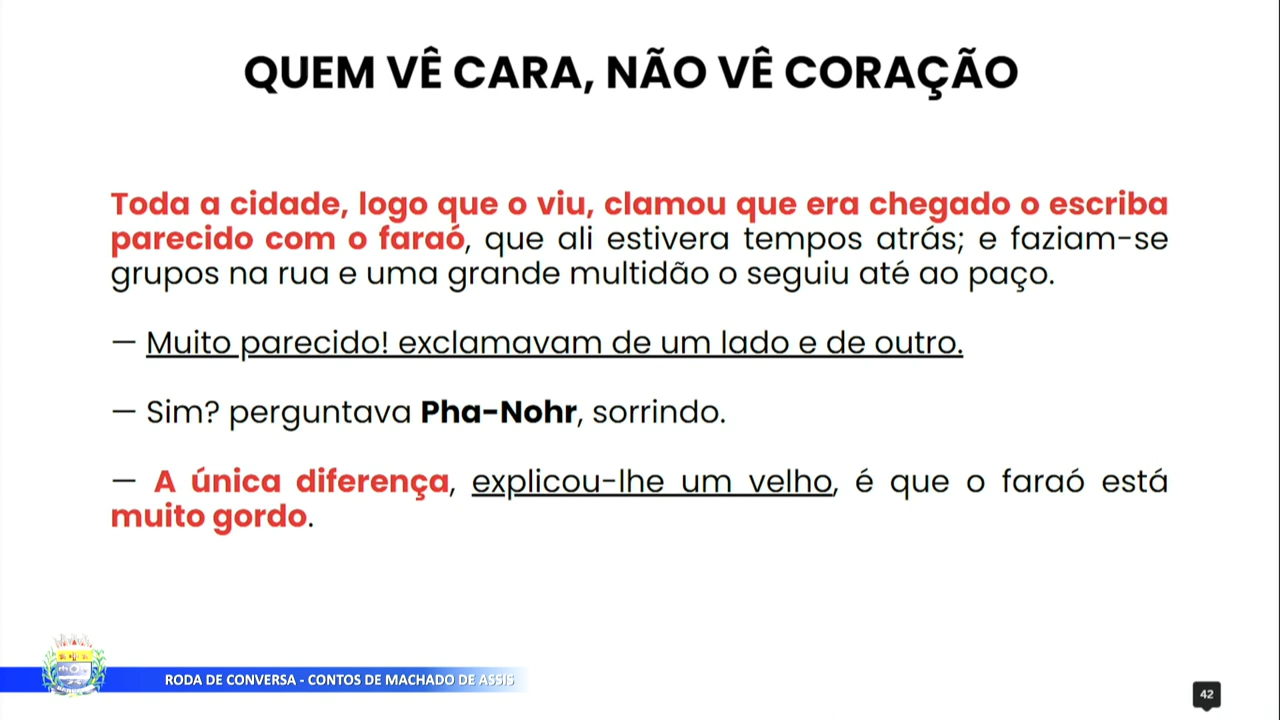 QUEM VÊ CARA, NÃO VÊ CORAÇÃO
Toda a cidade, logo que o viu, clamou que era chegado o escriba
parecido com o faraó, que ali estivera tempos atrás; e faziam-se
grupos na rua e uma grande multidão o seguiu até ao paço.
— Muito parecido! exclamavam de um lado e de outro.
— Sim? perguntava Pha-Nohr, sorrindo.
— A única diferença, explicou-lhe um velho, é que o faraó está
muito gordo.
RODA DE CONVERSA - CONTOS DE MACHADO DE ASSIS
42